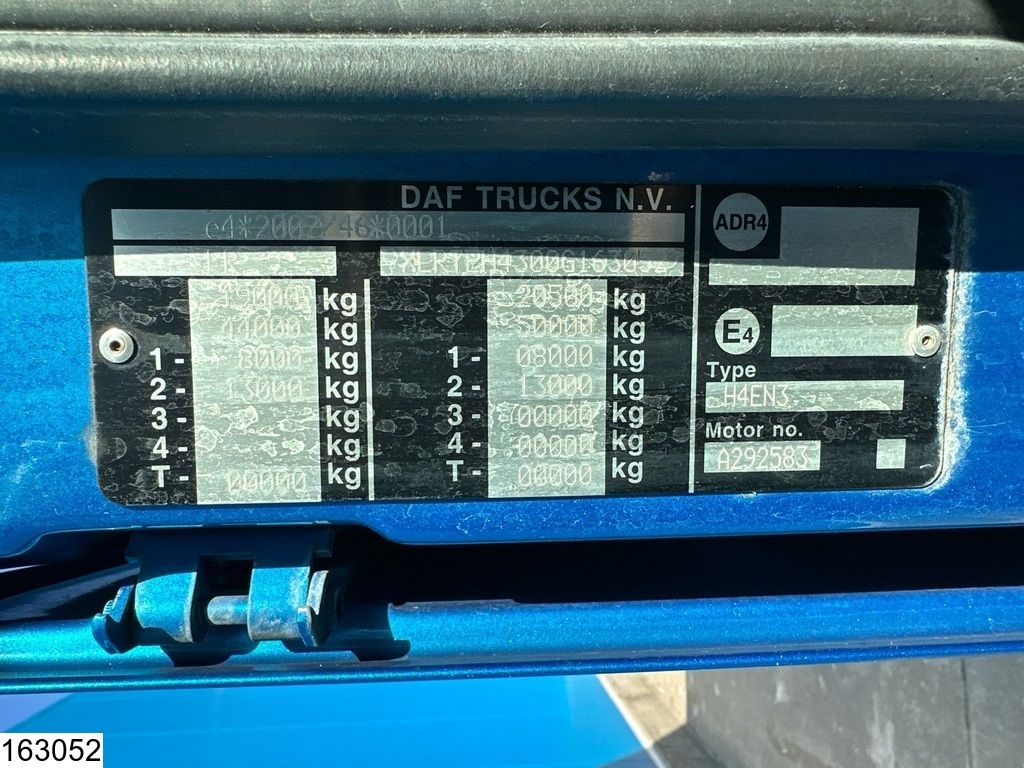 DAF TRUCKS N.V.
e4*2007/46*0001
19000 kg 20500 kg
44000 kg 50000 kg
1- 8000 kg 1- 08000 kg
2- 13000 kg 2- 13000 kg
3- kg 3- 00000 kg
4- kg 4- 00000 kg
T- 00000 kg T- 00000 kg
ADR4
E4
Type
H4EN3
Motor no.
A292583
163052